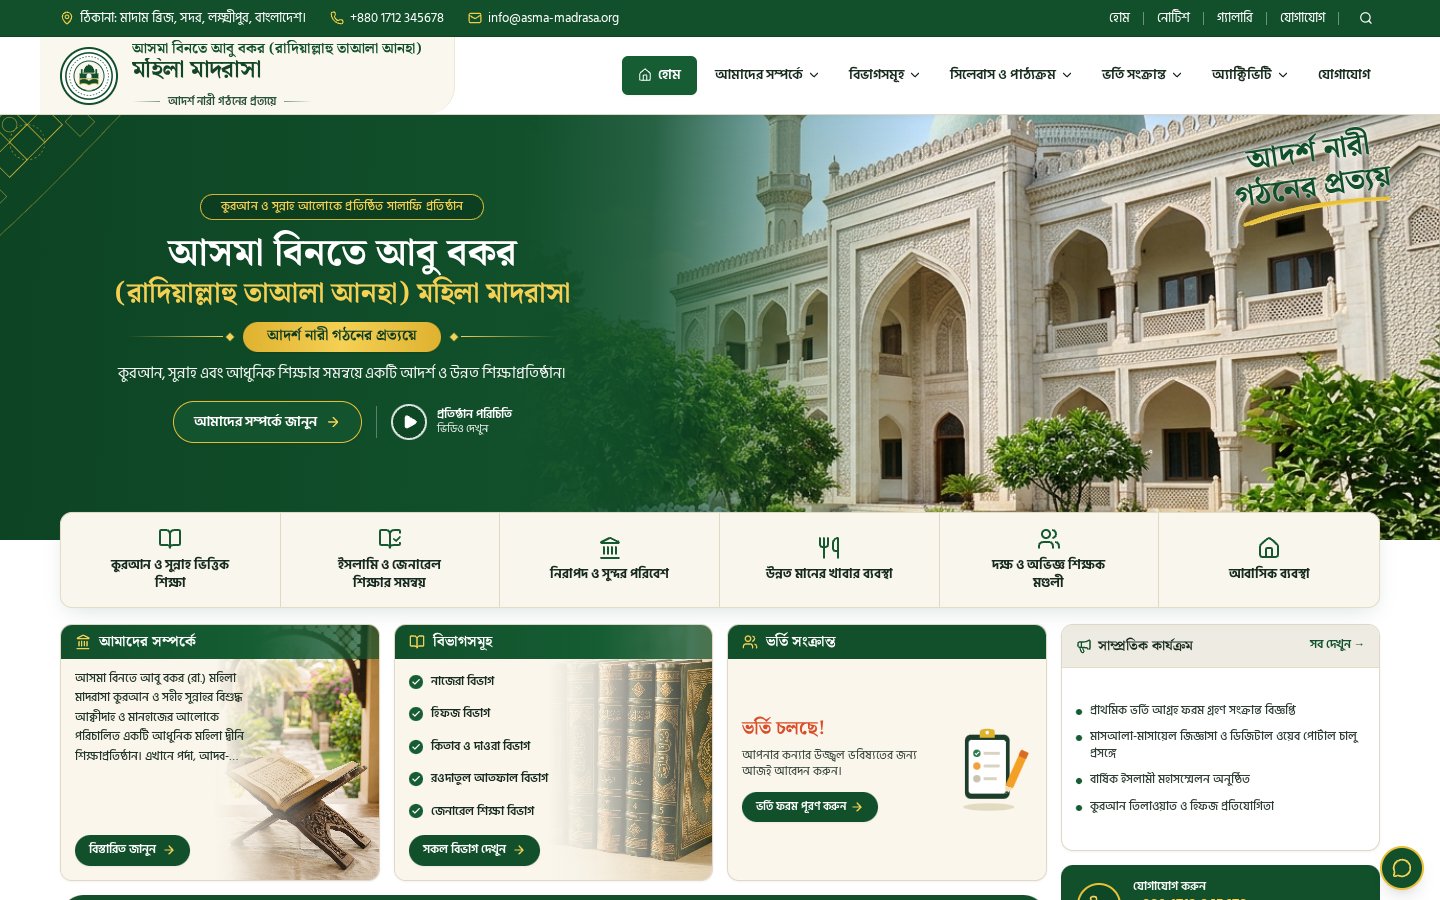 ঠিকানা: মাদাম ব্রিজ, সদর, লক্ষ্মীপুর, বাংলাদেশ।
+880 1712 345678
info@asma-madrasa.org
হোম
নোটিশ
গ্যালারি
যোগাযোগ
আসমা বিনতে আবু বকর (রাদিয়াল্লাহু তাআলা আনহা)
মহিলা মাদরাসা
আদর্শ নারী গঠনের প্রত্যয়ে
হোম
আমাদের সম্পর্কে
বিভাগসমূহ
সিলেবাস ও পাঠ্যক্রম
ভর্তি সংক্রান্ত
অ্যাক্টিভিটি
যোগাযোগ
আদর্শ নারী
গঠনের প্রত্যয়
কুরআন ও সুন্নাহ আলোকে প্রতিষ্ঠিত সালাফি প্রতিষ্ঠান
আসমা বিনতে আবু বকর
(রাদিয়াল্লাহু তাআলা আনহা) মহিলা মাদরাসা
আদর্শ নারী গঠনের প্রত্যয়ে
কুরআন, সুন্নাহ এবং আধুনিক শিক্ষার সমন্বয়ে একটি আদর্শ ও উন্নত শিক্ষাপ্রতিষ্ঠান।
আমাদের সম্পর্কে জানুন →
প্রতিষ্ঠান পরিচিতি
ভিডিও দেখুন
কুরআন ও সুন্নাহ ভিত্তিক
শিক্ষা
ইসলামি ও জেনারেল
শিক্ষার সমন্বয়
নিরাপদ ও সুন্দর পরিবেশ
উন্নত মানের খাবার ব্যবস্থা
দক্ষ ও অভিজ্ঞ শিক্ষক
মণ্ডলী
আবাসিক ব্যবস্থা
আমাদের সম্পর্কে
আসমা বিনতে আবু বকর (রা.) মহিলা
মাদরাসা কুরআন ও সহীহ সুন্নাহর বিশুদ্ধ
আক্বীদাহ ও মানহাজের আলোকে
পরিচালিত একটি আধুনিক মহিলা দ্বীনি
শিক্ষাপ্রতিষ্ঠান। এখানে পর্দা, আদব-...
বিস্তারিত জানুন →
বিভাগসমূহ
নাজেরা বিভাগ
হিফজ বিভাগ
কিতাব ও দাওরা বিভাগ
রওদাতুল আতফাল বিভাগ
জেনারেল শিক্ষা বিভাগ
সকল বিভাগ দেখুন →
ভর্তি সংক্রান্ত
ভর্তি চলছে!
আপনার কন্যার উজ্জ্বল ভবিষ্যতের জন্য
আজই আবেদন করুন।
ভর্তি ফরম পূরণ করুন →
সাম্প্রতিক কার্যক্রম
সব দেখুন →
প্রাথমিক ভর্তি আগ্রহ ফরম গ্রহণ সংক্রান্ত বিজ্ঞপ্তি
মাসআলা-মাসায়েল জিজ্ঞাসা ও ডিজিটাল ওয়েব পোর্টাল চালু
প্রসঙ্গে
বার্ষিক ইসলামী মহাসম্মেলন অনুষ্ঠিত
কুরআন তিলাওয়াত ও হিফজ প্রতিযোগিতা
যোগাযোগ করুন